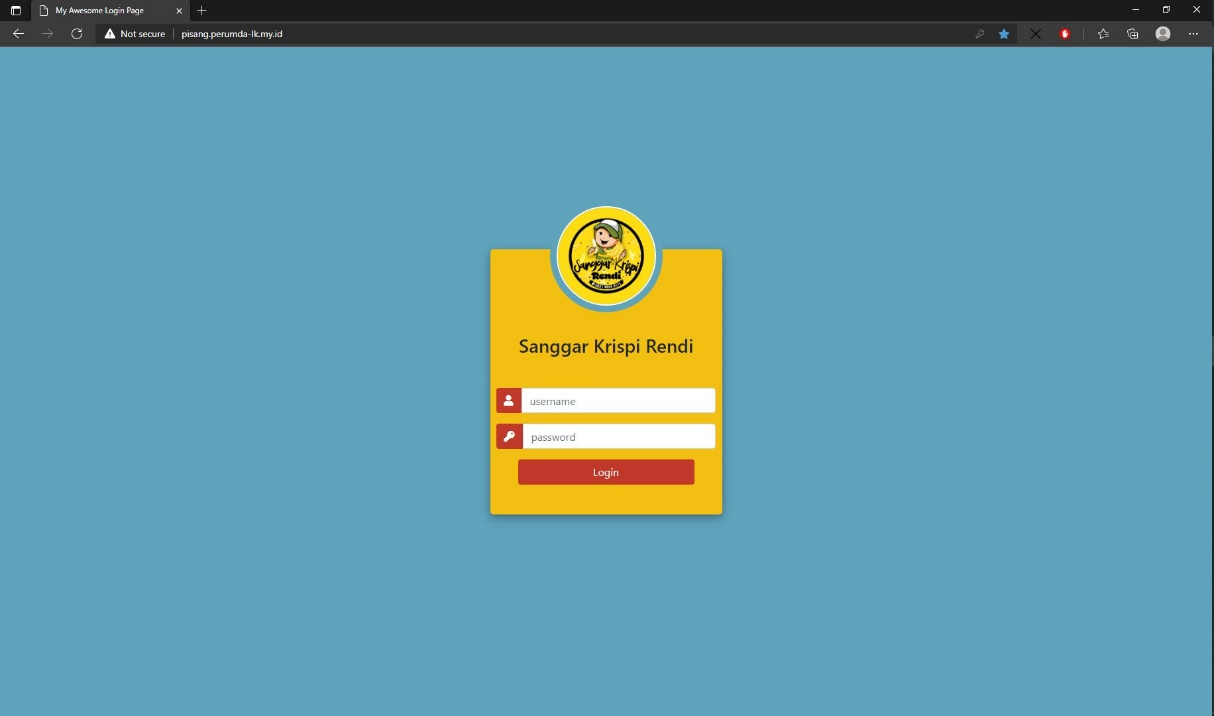 My Awesome Login Page
Not secure
pisang.perumda-lk.my.id
Sanggar Krispi
Rendi
Sanggar Krispi Rendi
username
password
Login